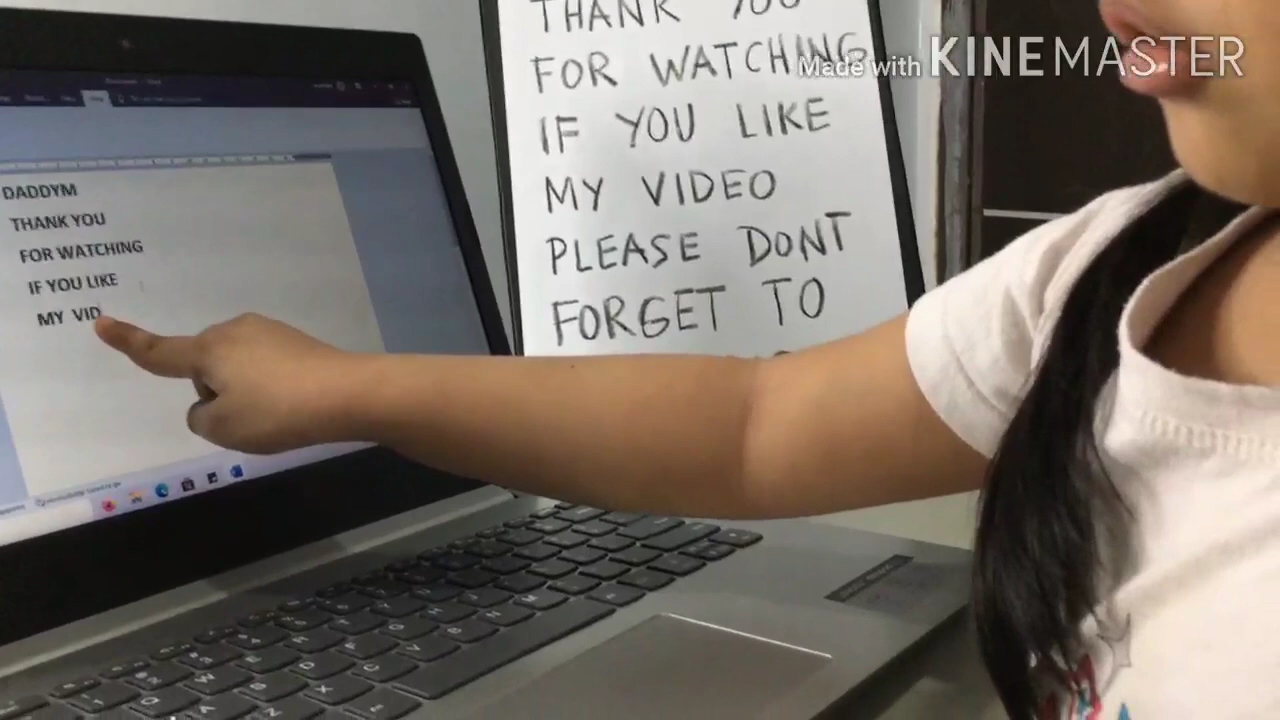 DADDYM
THANK YOU
FOR WATCHING
IF YOU LIKE
MY VID
THANK YOU
FOR WATCHING
IF YOU LIKE
MY VIDEO
PLEASE DONT
FORGET TO
Made with KINEMASTER